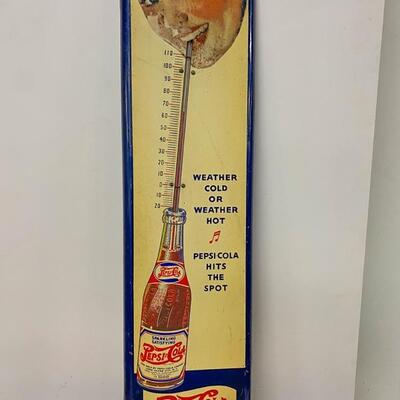 110
100
90
80
70
60
50
40
30
20
10
0
10
20
WEATHER
COLD
OR
WEATHER
HOT
PEPSI-COLA
HITS
THE
SPOT
PEPSI-COLA
SPARKLING
SATISFYING
PEPSI-COLA